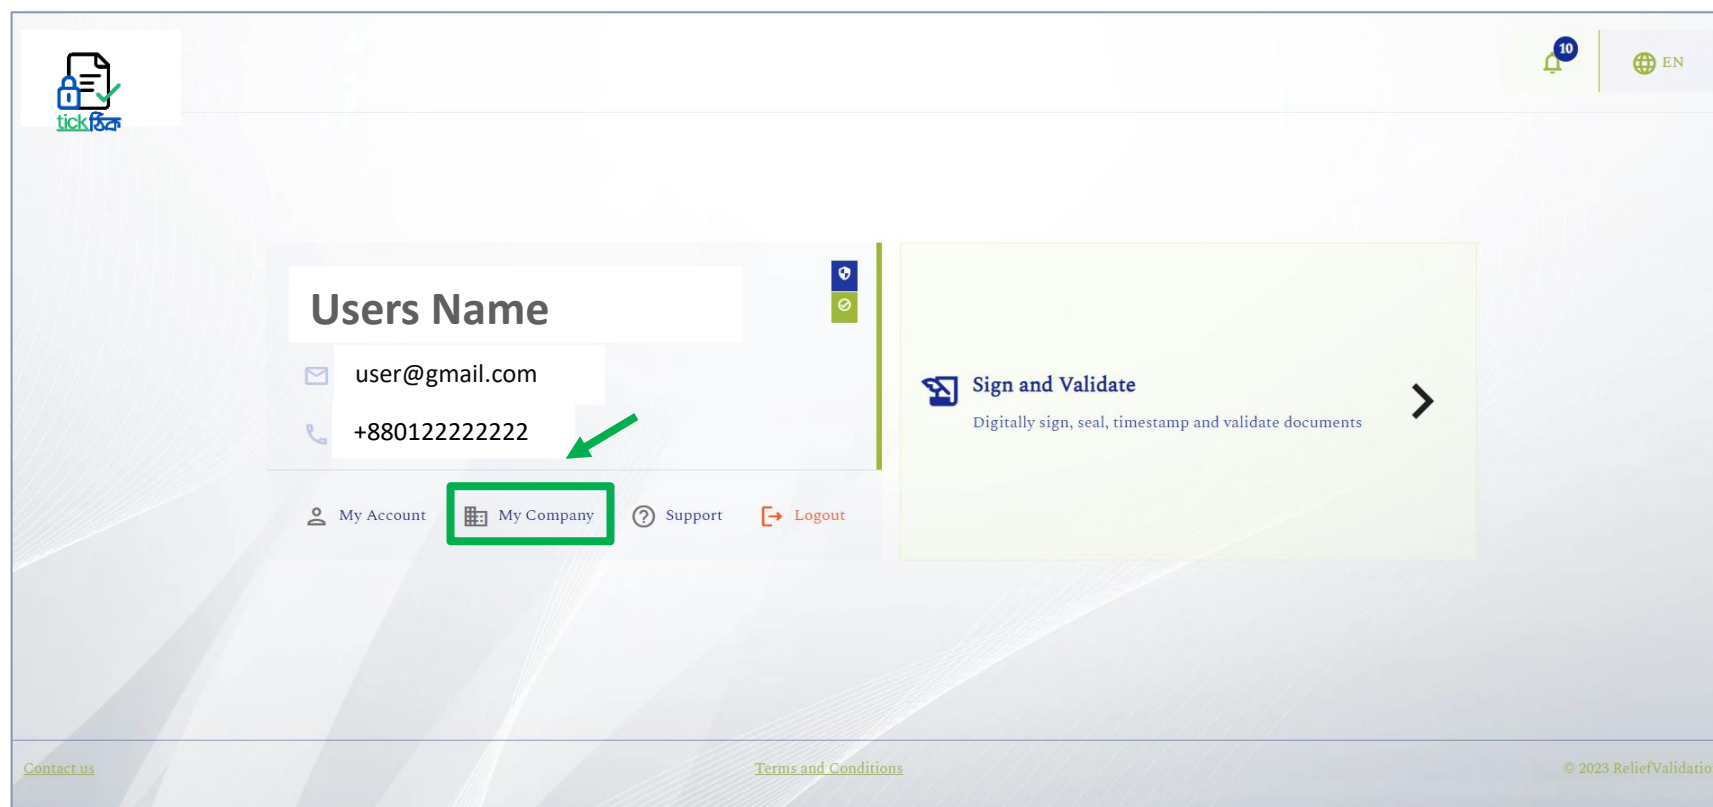 10
EN
tickঠিক
Users Name
user@gmail.com
+880122222222
Sign and Validate
Digitally sign, seal, timestamp and validate documents
My Account
My Company
Support
Logout
Contact us
Terms and Conditions
© 2023 ReliefValidatio